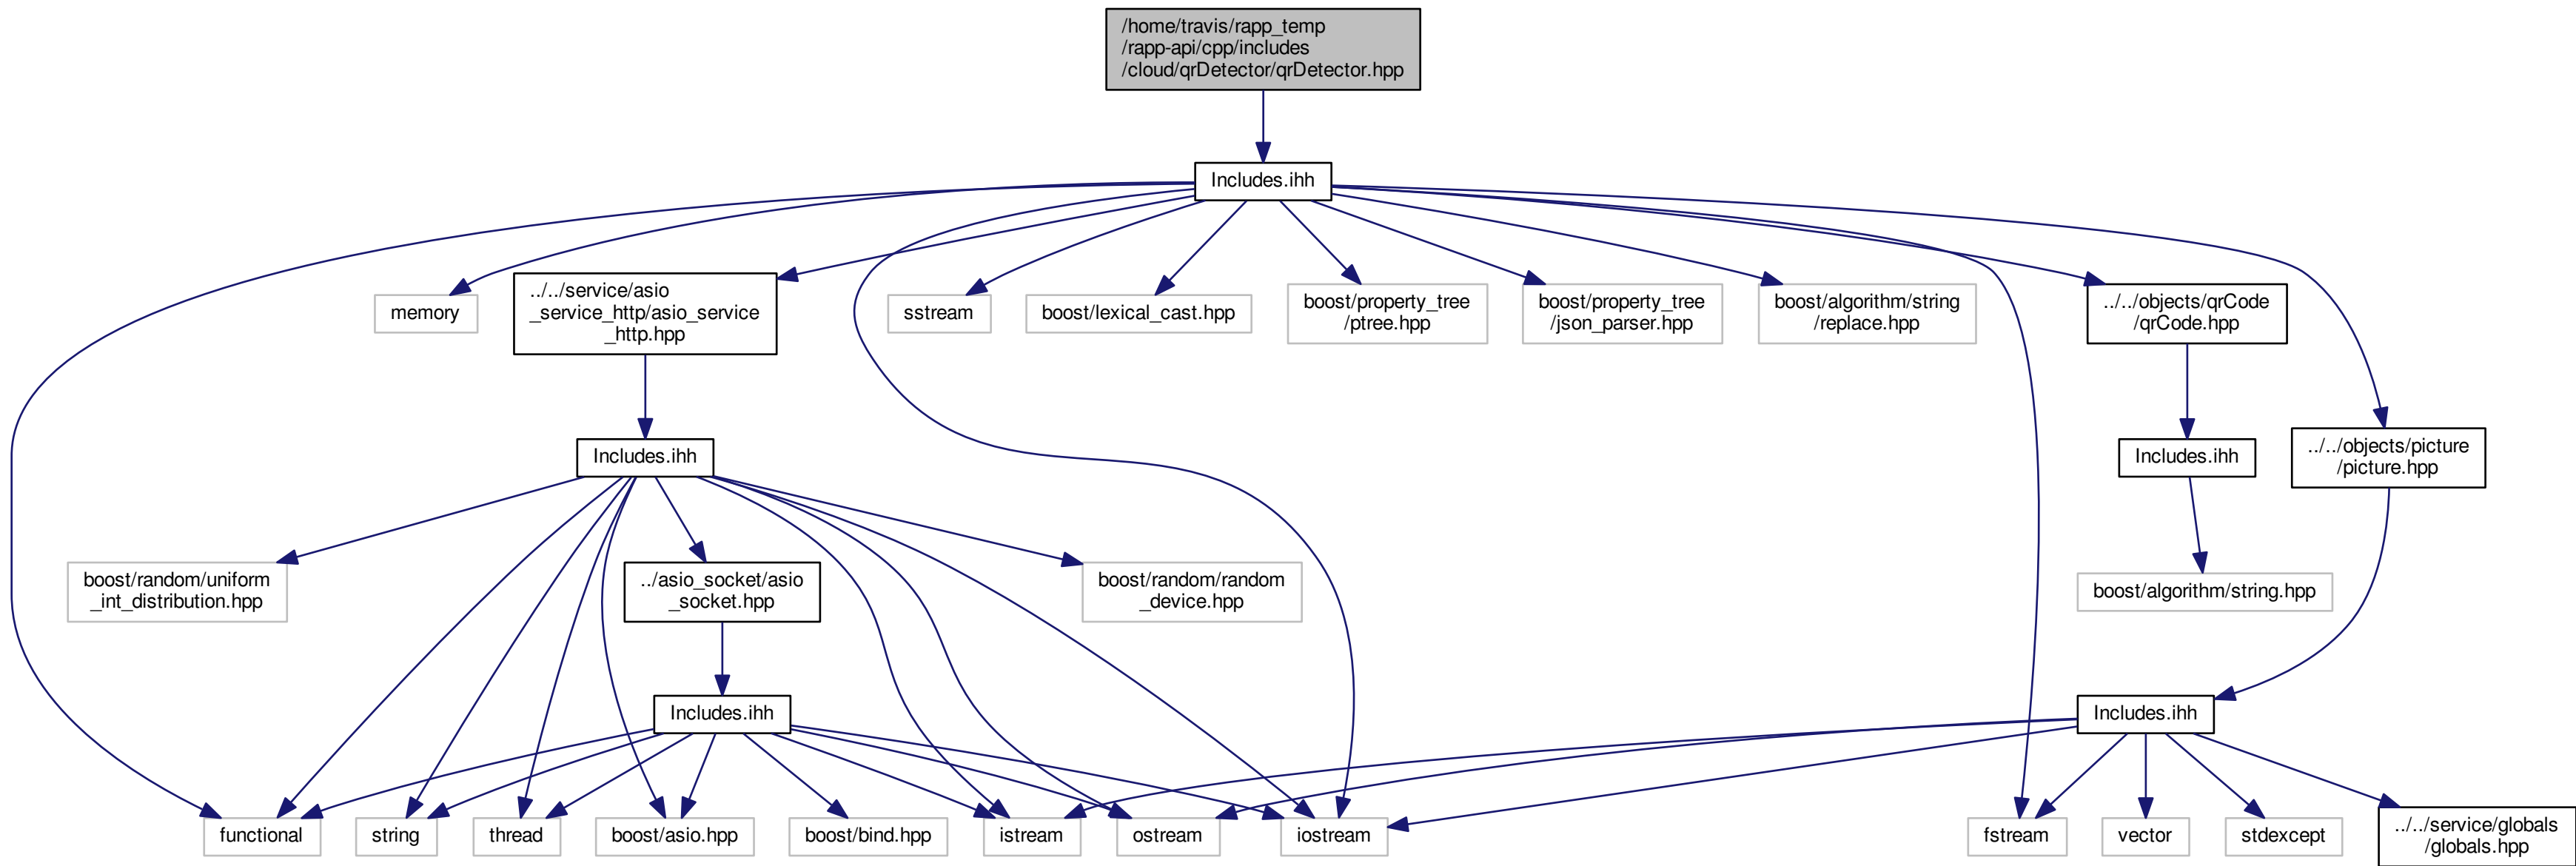 /home/travis/rapp_temp
/rapp-api/cpp/includes
/cloud/qrDetector/qrDetector.hpp
Includes.ihh
memory
../../service/asio
_service_http/asio_service
_http.hpp
sstream
boost/lexical_cast.hpp
boost/property_tree
/ptree.hpp
boost/property_tree
/json_parser.hpp
boost/algorithm/string
/replace.hpp
../../objects/qrCode
/qrCode.hpp
Includes.ihh
Includes.ihh
../../objects/picture
/picture.hpp
boost/random/uniform
_int_distribution.hpp
../asio_socket/asio
_socket.hpp
boost/random/random
_device.hpp
boost/algorithm/string.hpp
Includes.ihh
Includes.ihh
functional
string
thread
boost/asio.hpp
boost/bind.hpp
istream
ostream
iostream
fstream
vector
stdexcept
../../service/globals
/globals.hpp